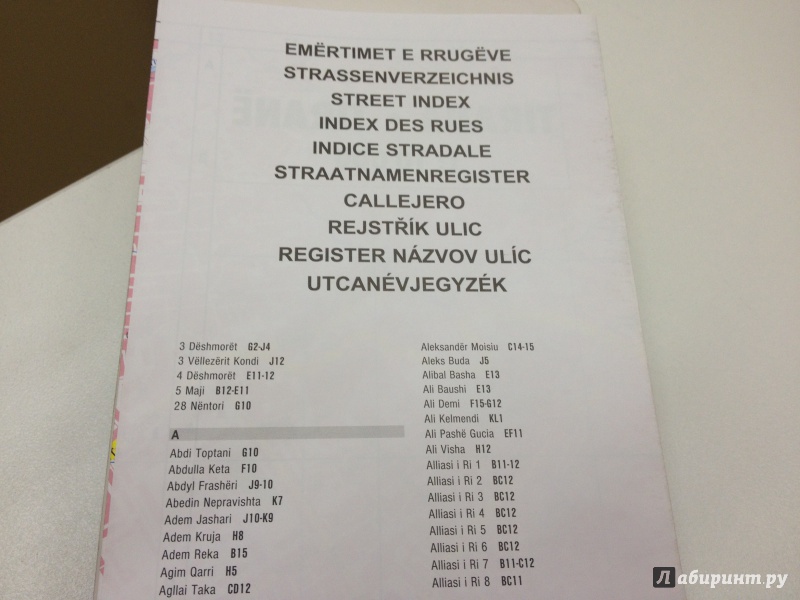 EMËRTIMET E RRUGËVE
STRASSENVERZEICHNIS
STREET INDEX
INDEX DES RUES
INDICE STRADALE
STRAATNAMENREGISTER
CALLEJERO
REJSTŘÍK ULIC
REGISTER NÁZVOV ULÍC
UTCANÉVJEGYZÉK
3 Dëshmorët G2-J4
3 Vëllezërit Kondi J12
4 Dëshmorët E11-12
5 Maji B12-E11
28 Nëntori G10
A
Abdi Toptani G10
Abdulla Keta F10
Abdyl Frashëri J9-10
Abedin Nepravishta K7
Adem Jashari J10-K9
Adem Kruja H8
Adem Reka B15
Agim Qarri H5
Agllai Taka CD12
Aleksandër Moisiu C14-15
Aleks Buda J5
Alibal Basha E13
Ali Baushi E13
Ali Demi F15-G12
Ali Kelmendi KL1
Ali Pashë Gucia EF11
Ali Visha H12
Alliasi i Ri 1 B11-12
Alliasi i Ri 2 BC12
Alliasi i Ri 3 BC12
Alliasi i Ri 4 BC12
Alliasi i Ri 5 BC12
Alliasi i Ri 6 BC12
Alliasi i Ri 7 B11-C12
Alliasi i Ri 8 BC11
Лабиринт.ру